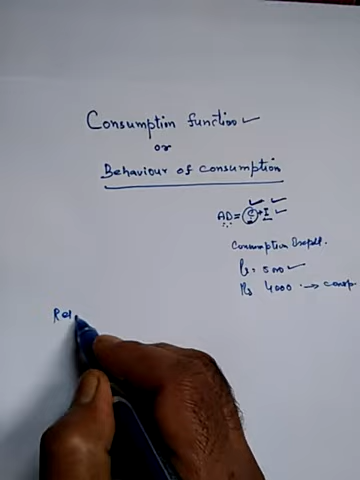 Consumption function ✓
or
Behaviour of consumption
AD = C + I
Consumption
Rs 4000 → consp.